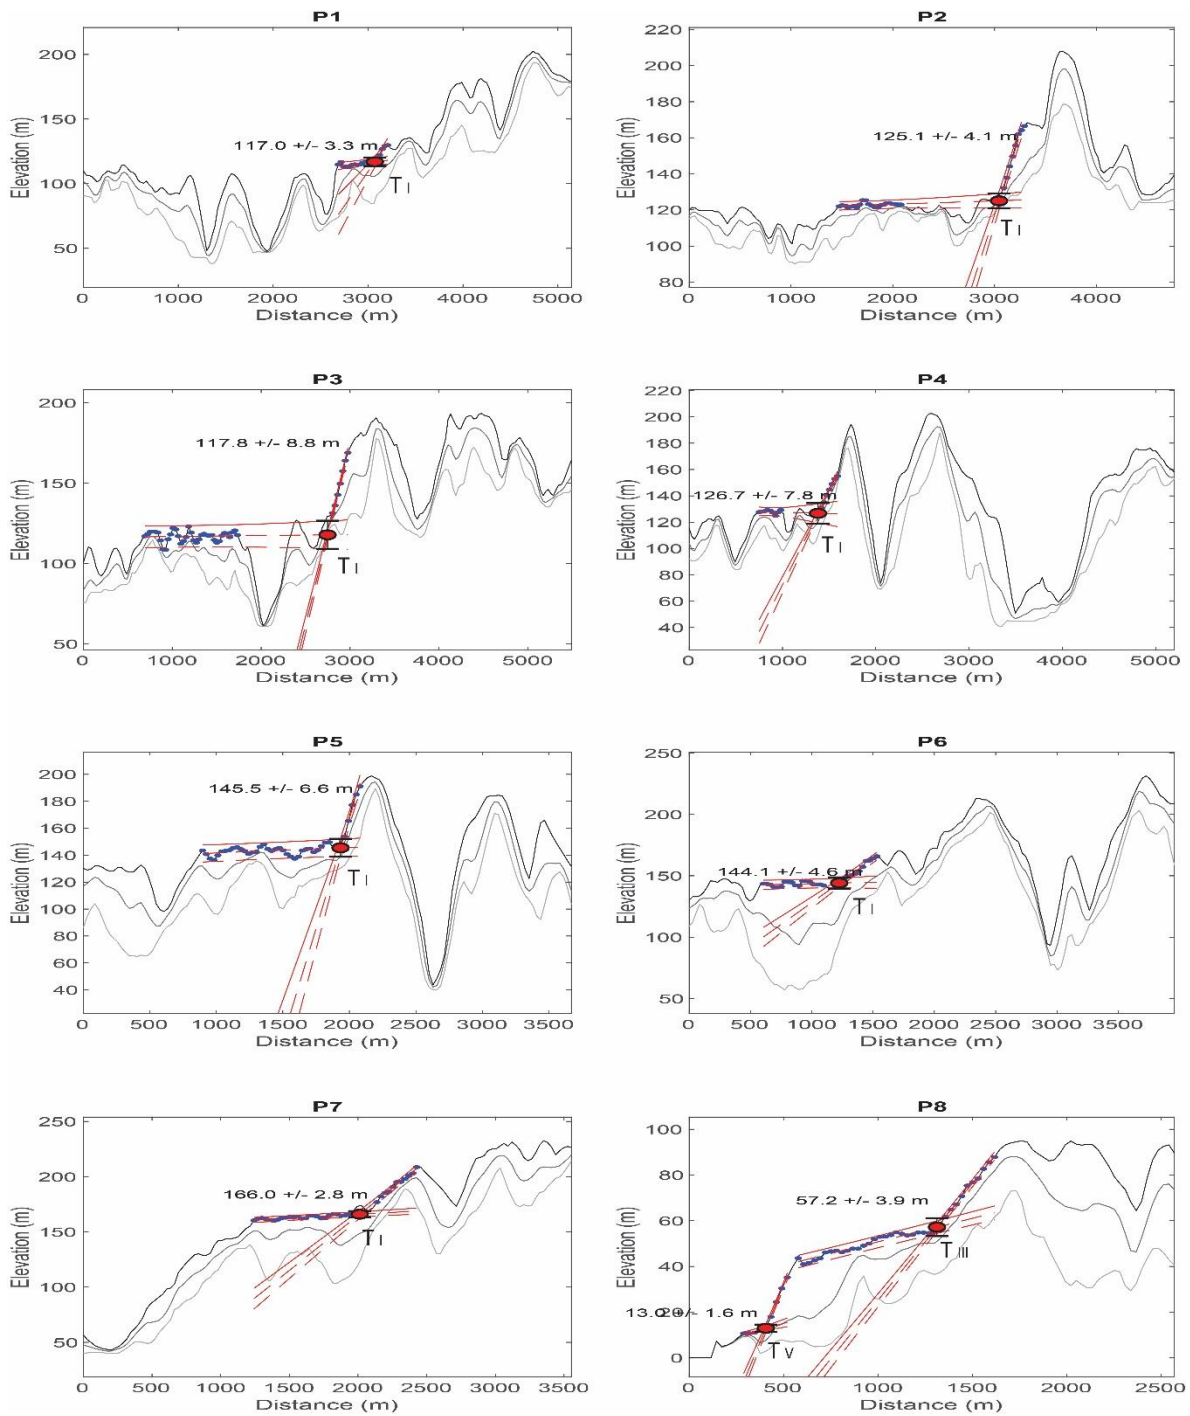 P1
Elevation (m)
200
150
100
50
117.0 +/- 3.3 m
T I
0 1000 2000 3000 4000 5000
Distance (m)
P2
Elevation (m)
220
200
180
160
140
120
100
80
125.1 +/- 4.1 m
T I
0 1000 2000 3000 4000
Distance (m)
P3
Elevation (m)
200
150
100
50
117.8 +/- 8.8 m
T I
0 1000 2000 3000 4000 5000
Distance (m)
P4
Elevation (m)
220
200
180
160
140
120
100
80
60
40
126.7 +/- 7.8 m
T I
0 1000 2000 3000 4000 5000
Distance (m)
P5
Elevation (m)
200
180
160
140
120
100
80
60
40
145.5 +/- 6.6 m
T I
0 500 1000 1500 2000 2500 3000 3500
Distance (m)
P6
Elevation (m)
250
200
150
100
50
144.1 +/- 4.6 m
T I
0 500 1000 1500 2000 2500 3000 3500
Distance (m)
P7
Elevation (m)
250
200
150
100
50
166.0 +/- 2.8 m
T I
0 500 1000 1500 2000 2500 3000 3500
Distance (m)
P8
Elevation (m)
100
80
60
40
20
0
57.2 +/- 3.9 m
T III
13.0 +/- 1.6 m
T V
0 500 1000 1500 2000 2500
Distance (m)